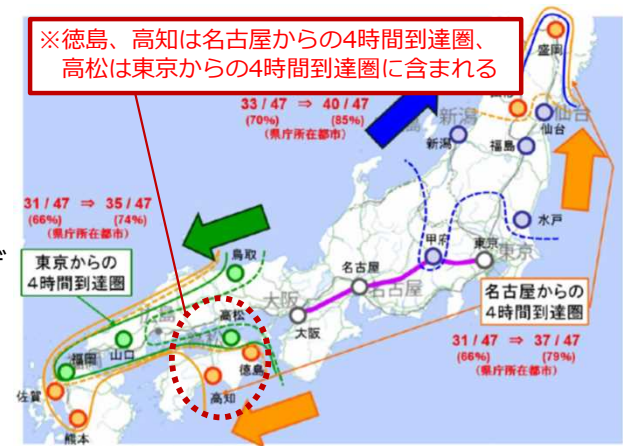 ※徳島、高知は名古屋からの4時間到達圏、
高松は東京からの4時間到達圏に含まれる
盛岡
33 / 47 ⇒ 40 / 47
(70%) (85%)
(県庁所在都市)
新潟
仙台
仙台
新潟
福島
31 / 47 ⇒ 35 / 47
(66%) (74%)
(県庁所在都市)
水戸
東京からの
4時間到達圏
鳥取
甲府
東京
東京
名古屋
名古屋
大阪
大阪
名古屋からの
4時間到達圏
高松
31 / 47 ⇒ 37 / 47
(66%) (79%)
(県庁所在都市)
福岡
山口
徳島
高知
佐賀
熊本